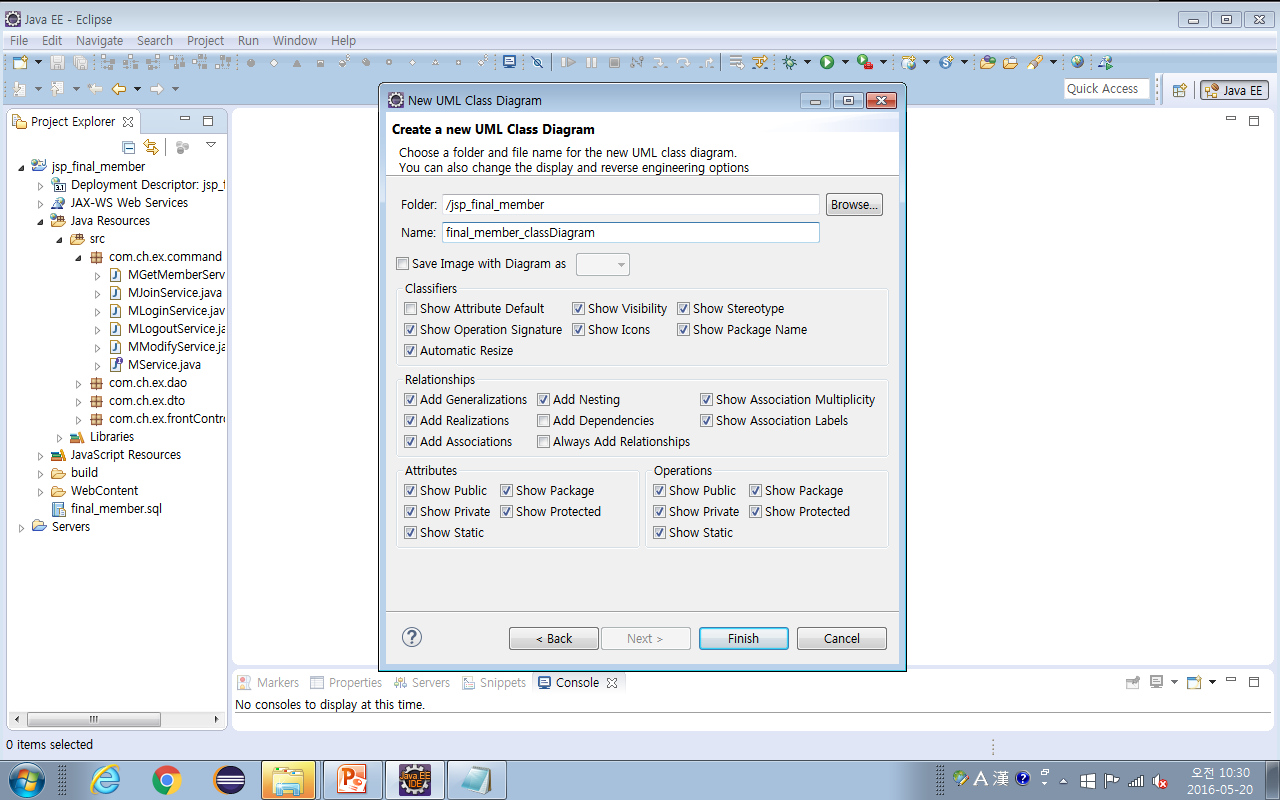 Java EE - Eclipse
File Edit Navigate Search Project Run Window Help
Quick Access
Java EE
Project Explorer
jsp_final_member
3.1 Deployment Descriptor: jsp_f
JAX-WS Web Services
Java Resources
src
com.ch.ex.command
MGetMemberServ
MJoinService.java
MLoginService.jav
MLogoutService.ja
MModifyService.ja
MService.java
com.ch.ex.dao
com.ch.ex.dto
com.ch.ex.frontContro
Libraries
JavaScript Resources
build
WebContent
final_member.sql
Servers
New UML Class Diagram
Create a new UML Class Diagram
Choose a folder and file name for the new UML class diagram.
You can also change the display and reverse engineering options
Folder: /jsp_final_member Browse...
Name: final_member_classDiagram
Save Image with Diagram as
Classifiers
Show Attribute Default Show Visibility Show Stereotype
Show Operation Signature Show Icons Show Package Name
Automatic Resize
Relationships
Add Generalizations Add Nesting Show Association Multiplicity
Add Realizations Add Dependencies Show Association Labels
Add Associations Always Add Relationships
Attributes
Show Public Show Package
Show Private Show Protected
Show Static
Operations
Show Public Show Package
Show Private Show Protected
Show Static
< Back Next > Finish Cancel
Markers Properties Servers Snippets Console
No consoles to display at this time.
0 items selected
Java EE
IDE
A 漢
오전 10:30
2016-05-20